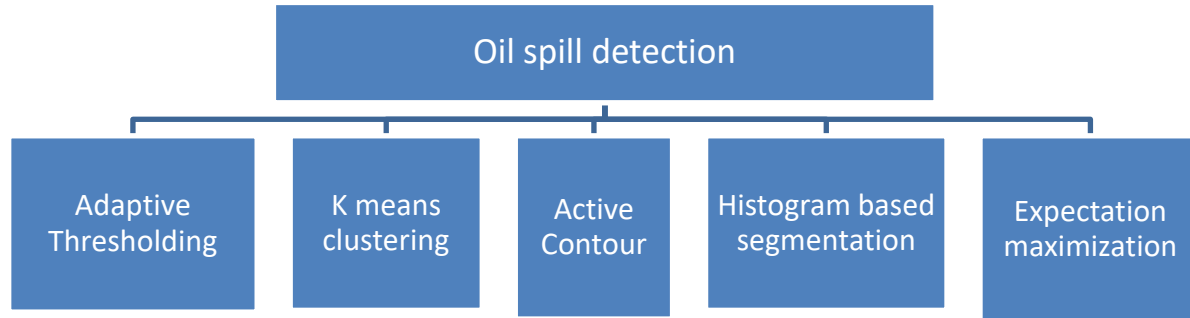 Oil spill detection
Adaptive
Thresholding
K means
clustering
Active
Contour
Histogram based
segmentation
Expectation
maximization